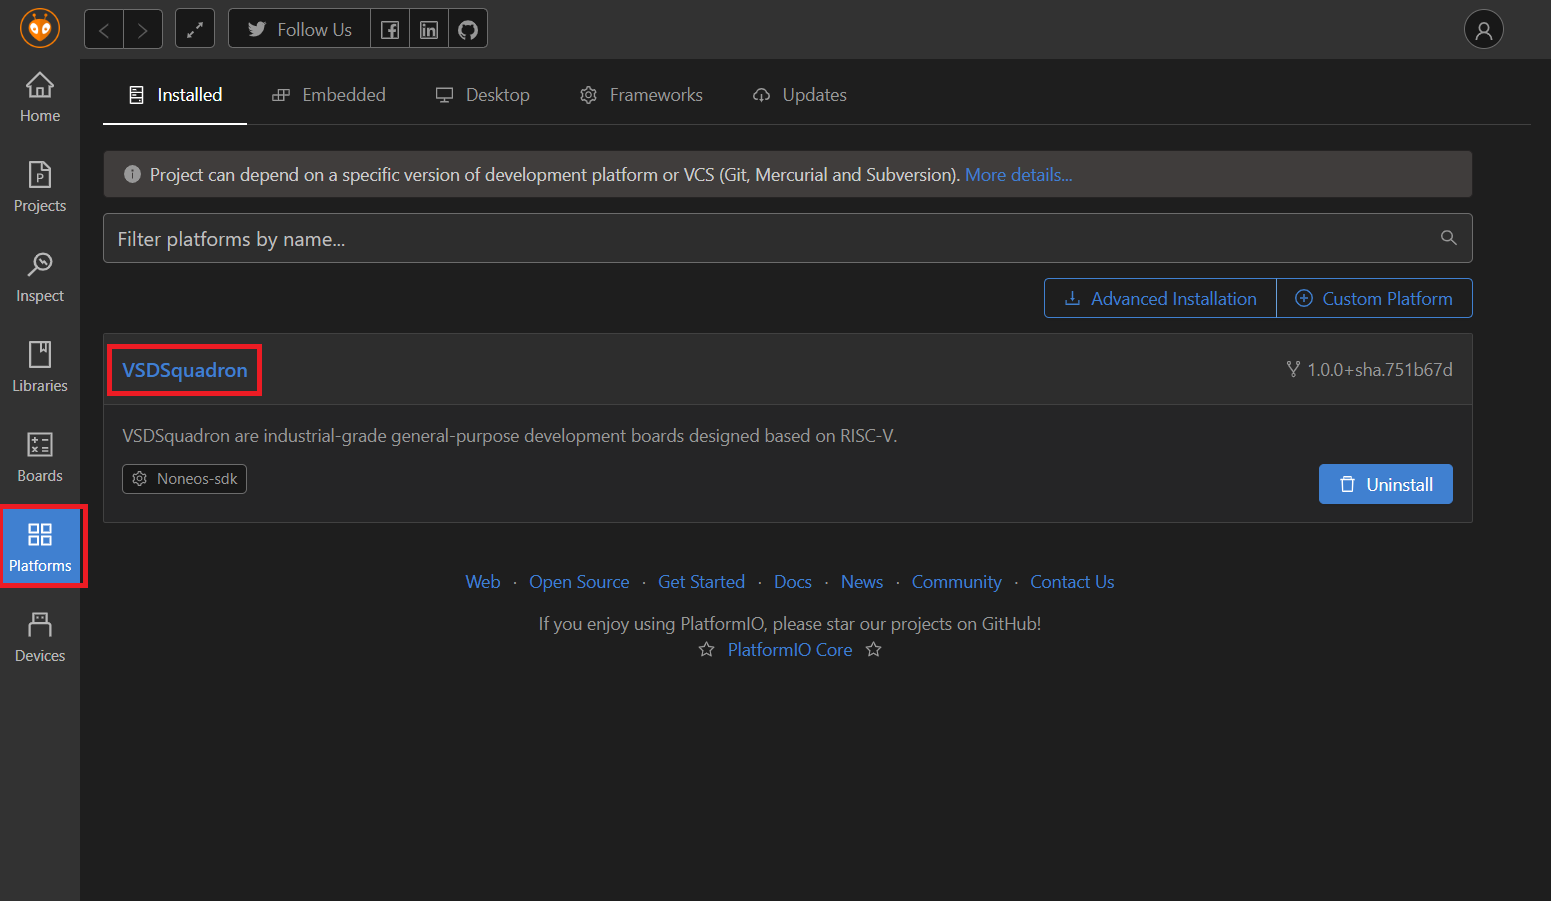 Follow Us
Home
Projects
Inspect
Libraries
Boards
Platforms
Devices
Installed Embedded Desktop Frameworks Updates
Project can depend on a specific version of development platform or VCS (Git, Mercurial and Subversion). More details...
Filter platforms by name...
Advanced Installation Custom Platform
VSDSquadron 1.0.0+sha.751b67d
VSDSquadron are industrial-grade general-purpose development boards designed based on RISC-V.
Noneos-sdk
Uninstall
Web · Open Source · Get Started · Docs · News · Community · Contact Us
If you enjoy using PlatformIO, please star our projects on GitHub!
PlatformIO Core